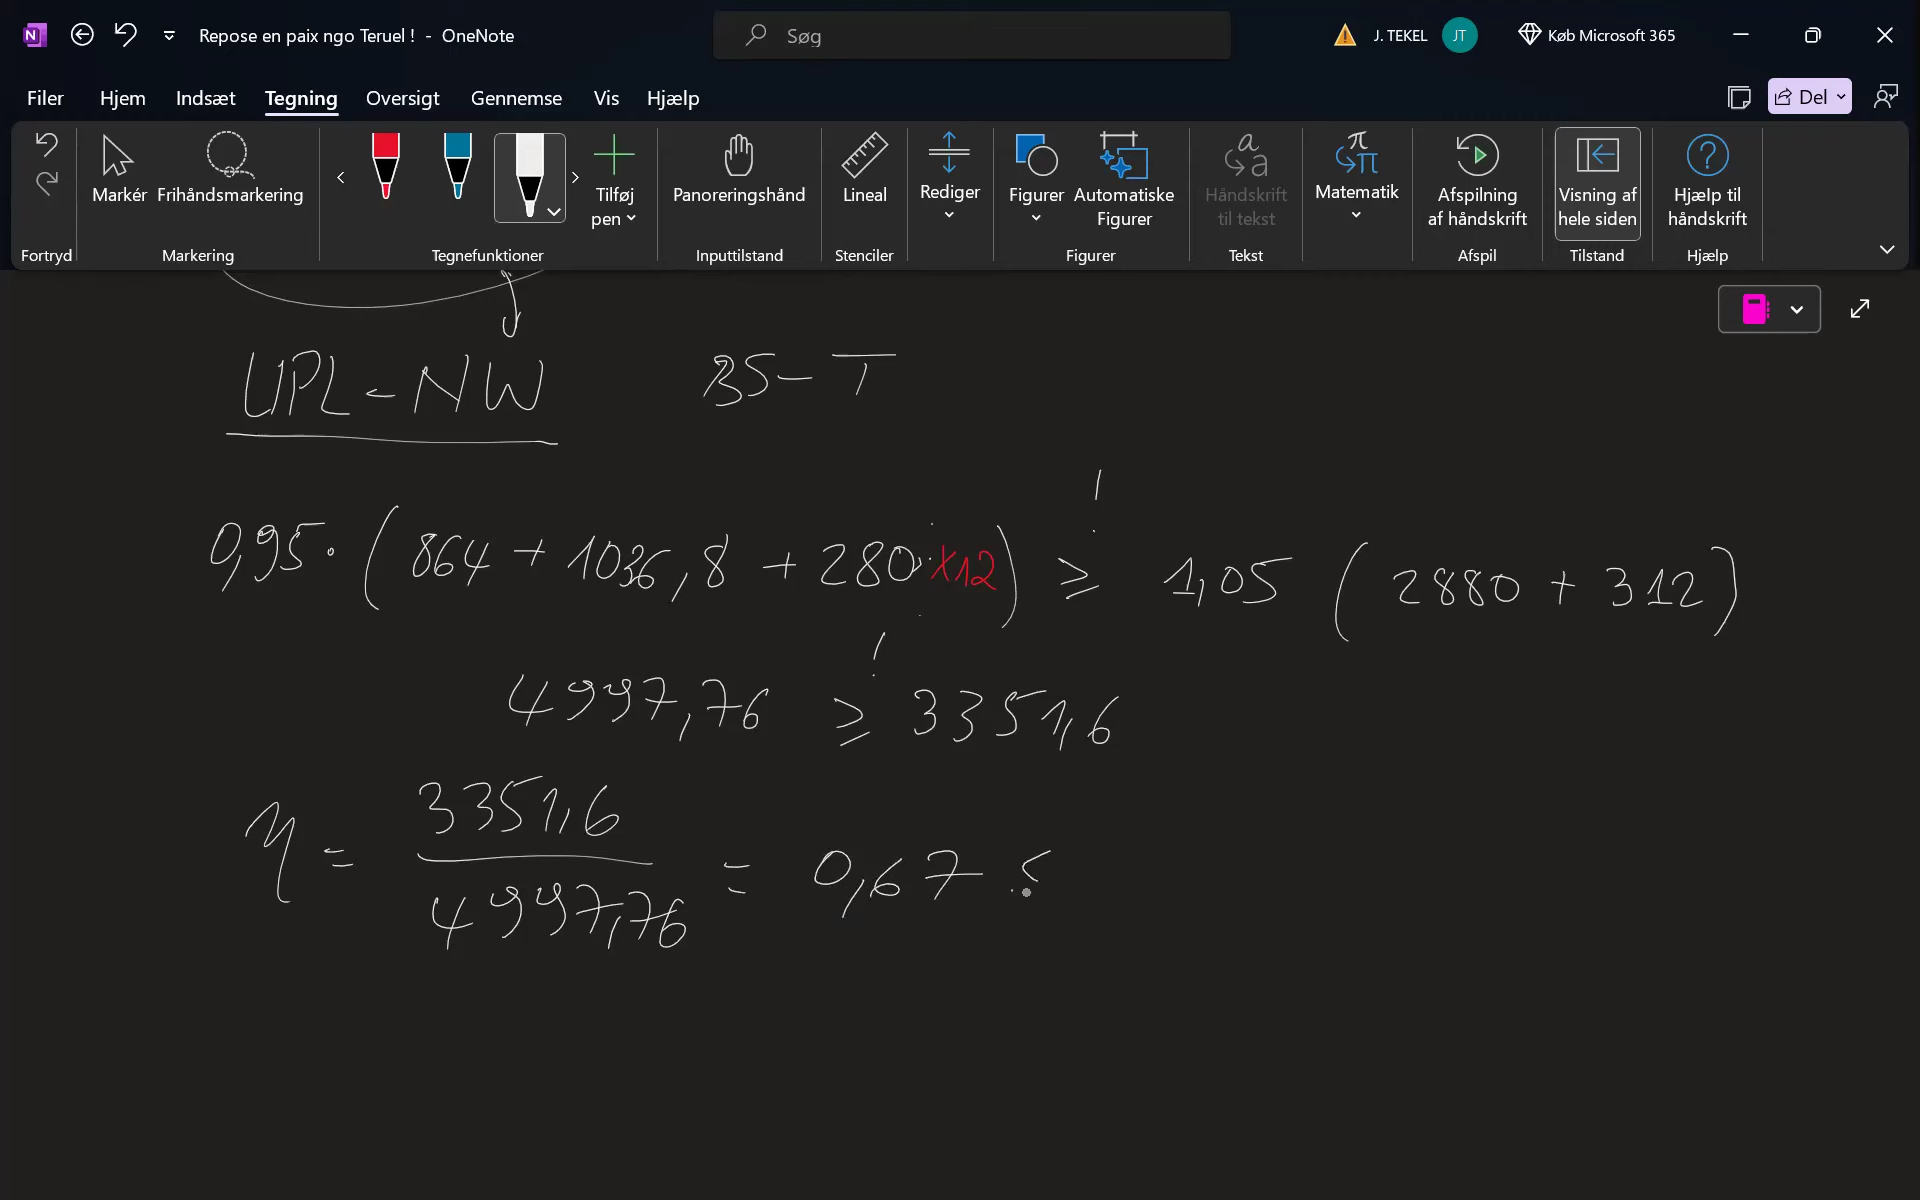 Repose en paix ngo Teruel ! - OneNote
Søg
J. TEKEL
JT
Køb Microsoft 365
Filer Hjem Indsæt Tegning Oversigt Gennemse Vis Hjælp
Del
Markér Frihåndsmarkering
Tilføj pen
Panoreringshånd
Lineal
Rediger
Figurer
Automatiske Figurer
Håndskrift til tekst
Matematik
Afspilning af håndskrift
Visning af hele siden
Hjælp til håndskrift
Fortryd Markering Tegnefunktioner Inputtilstand Stenciler Figurer Tekst Afspil Tilstand Hjælp
UPL-NW BS-T
0,95 · ( 864 + 1036,8 + 280 x12 ) ≥ 1,05 ( 2880 + 312 )
4997,76 ≥ 3351,6
η = 3351,6 / 4997,76 = 0,67